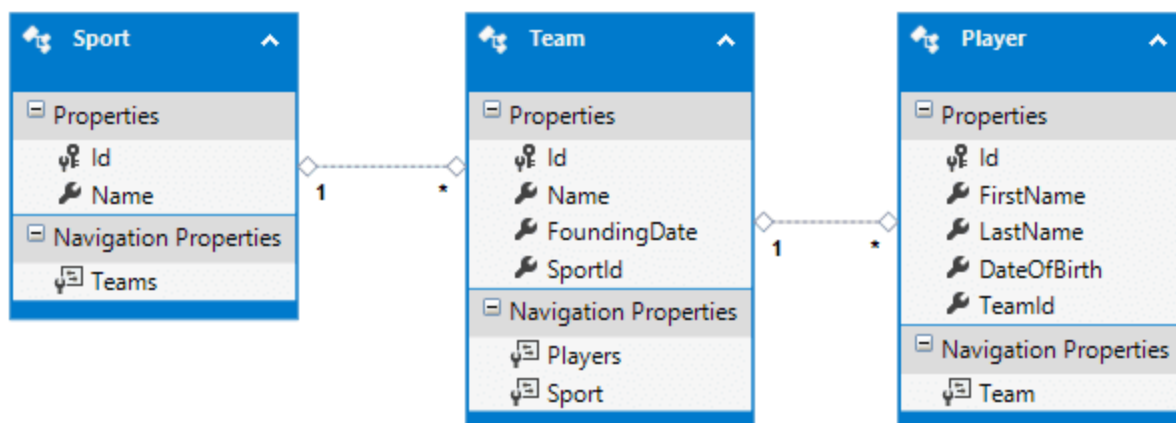 Sport
Properties
Id
Name
Navigation Properties
Teams
1
*
Team
Properties
Id
Name
FoundingDate
SportId
Navigation Properties
Players
Sport
1
*
Player
Properties
Id
FirstName
LastName
DateOfBirth
TeamId
Navigation Properties
Team